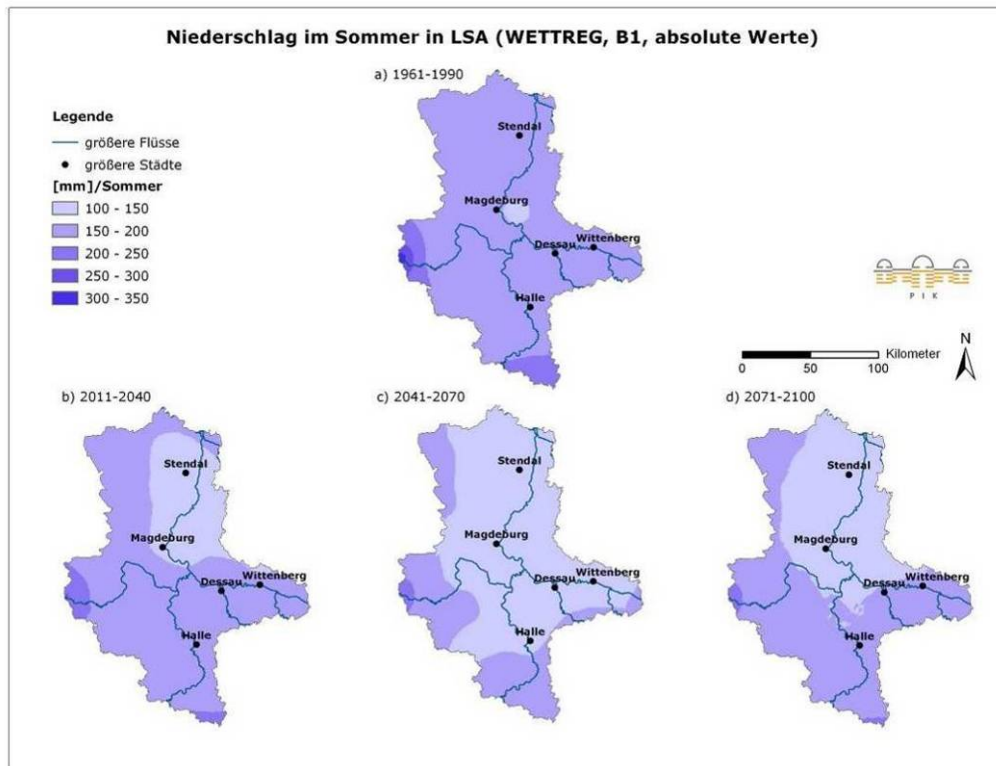 Niederschlag im Sommer in LSA (WETTREG, B1, absolute Werte)
a) 1961-1990
Legende
größere Flüsse
größere Städte
[mm]/Sommer
100 - 150
150 - 200
200 - 250
250 - 300
300 - 350
Stendal
Magdeburg
Dessau
Wittenberg
Halle
P I K
N
Kilometer
0 50 100
b) 2011-2040
Stendal
Magdeburg
Dessau
Wittenberg
Halle
c) 2041-2070
Stendal
Magdeburg
Dessau
Wittenberg
Halle
d) 2071-2100
Stendal
Magdeburg
Dessau
Wittenberg
Halle